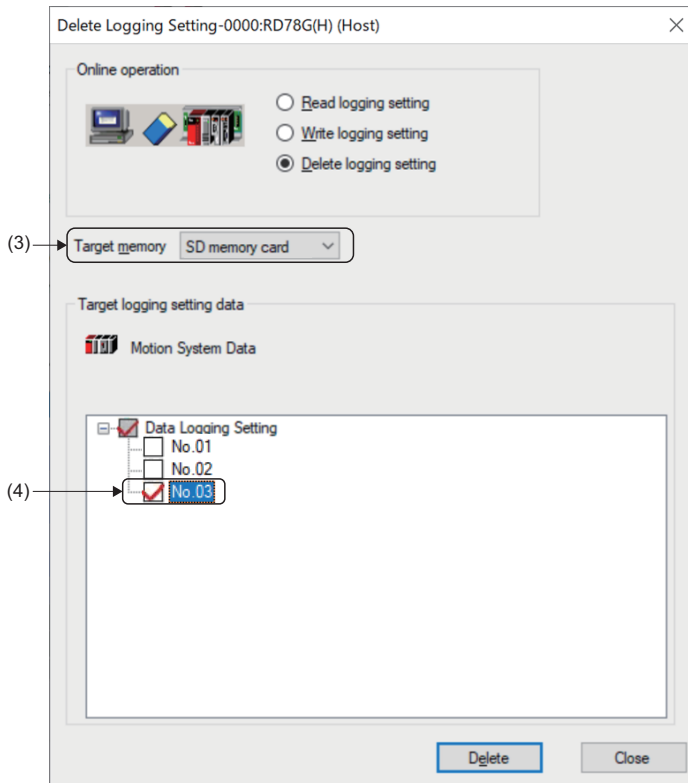 Delete Logging Setting-0000:RD78G(H) (Host)
Online operation
Read logging setting
Write logging setting
Delete logging setting
(3)
Target memory SD memory card
Target logging setting data
Motion System Data
Data Logging Setting
No.01
No.02
(4)
No.03
Delete Close